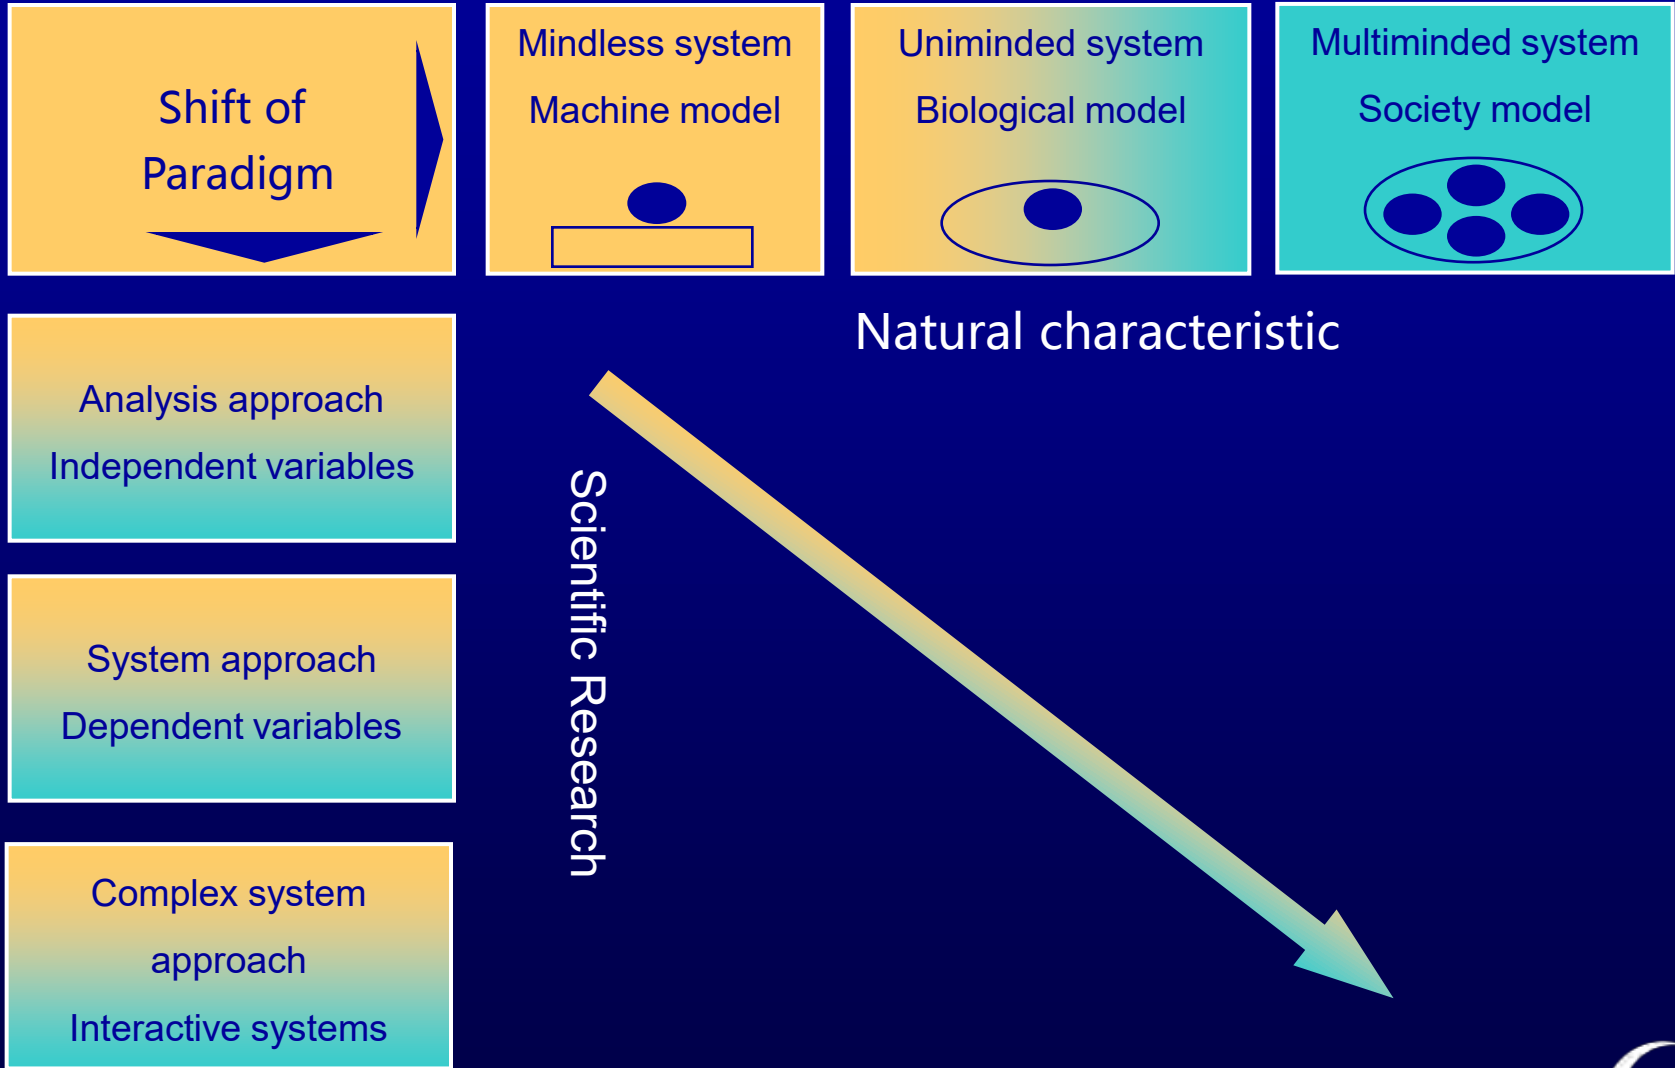 Shift of
Paradigm
Mindless system
Machine model
Uniminded system
Biological model
Multiminded system
Society model
Natural characteristic
Analysis approach
Independent variables
Scientific Research
System approach
Dependent variables
Complex system
approach
Interactive systems